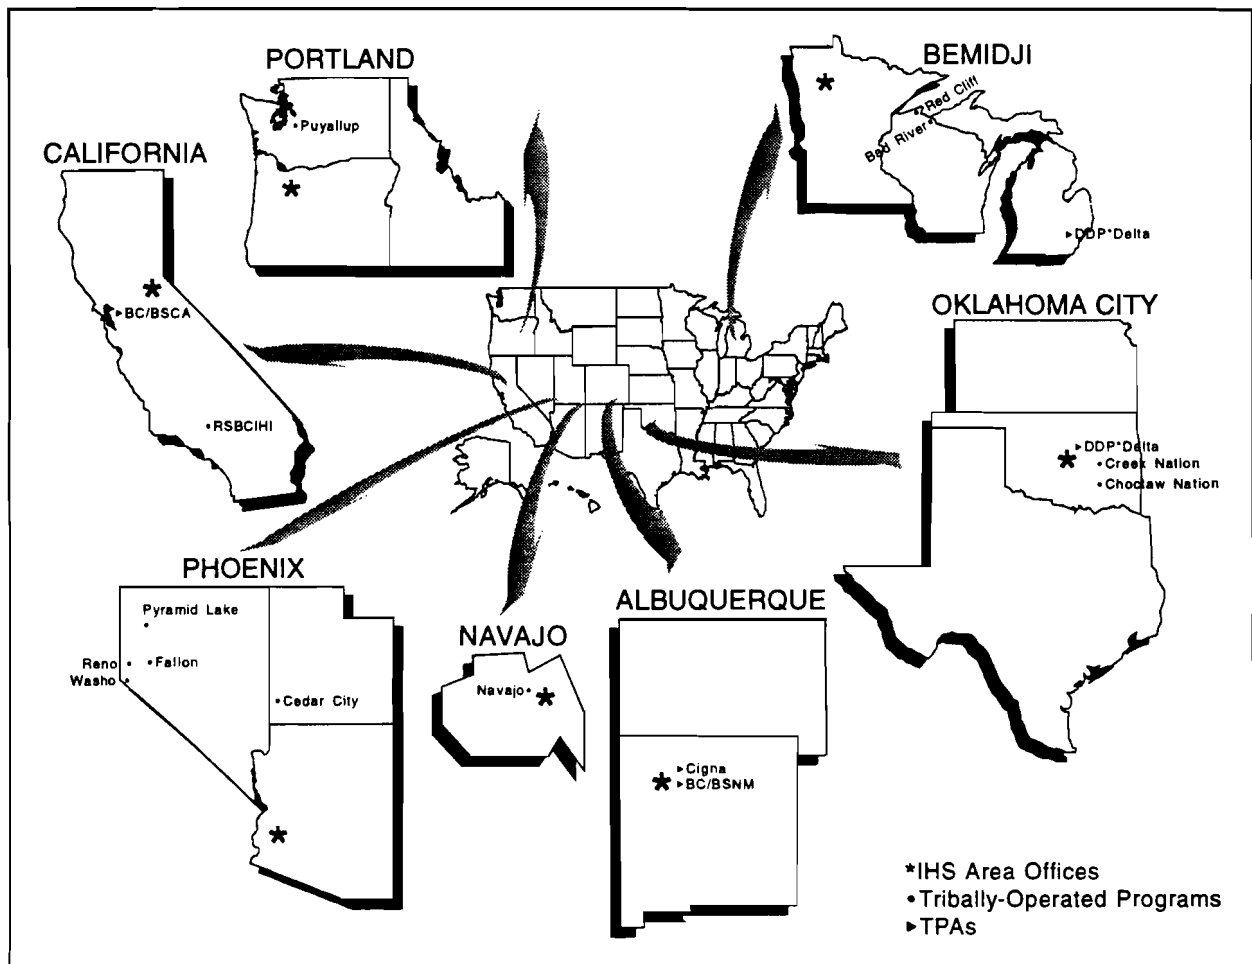 PORTLAND
•Puyallup
BEMIDJI
Red Cliff
Bad River
▸DDP*Delta
CALIFORNIA
▸BC/BSCA
•RSBCIHI
OKLAHOMA CITY
▸DDP*Delta
•Creek Nation
•Choctaw Nation
PHOENIX
Pyramid Lake
Reno •
•Fallon
Washo •
•Cedar City
NAVAJO
Navajo•
ALBUQUERQUE
▸Cigna
▸BC/BSNM
*IHS Area Offices
•Tribally-Operated Programs
▸TPAs